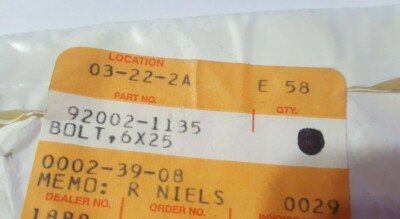 LOCATION
03-22-2A E 58
PART NO. QTY.
92002-1135
BOLT,6X25
0002-39-08
MEMO: R NIELS 0029
DEALER NO. ORDER NO.